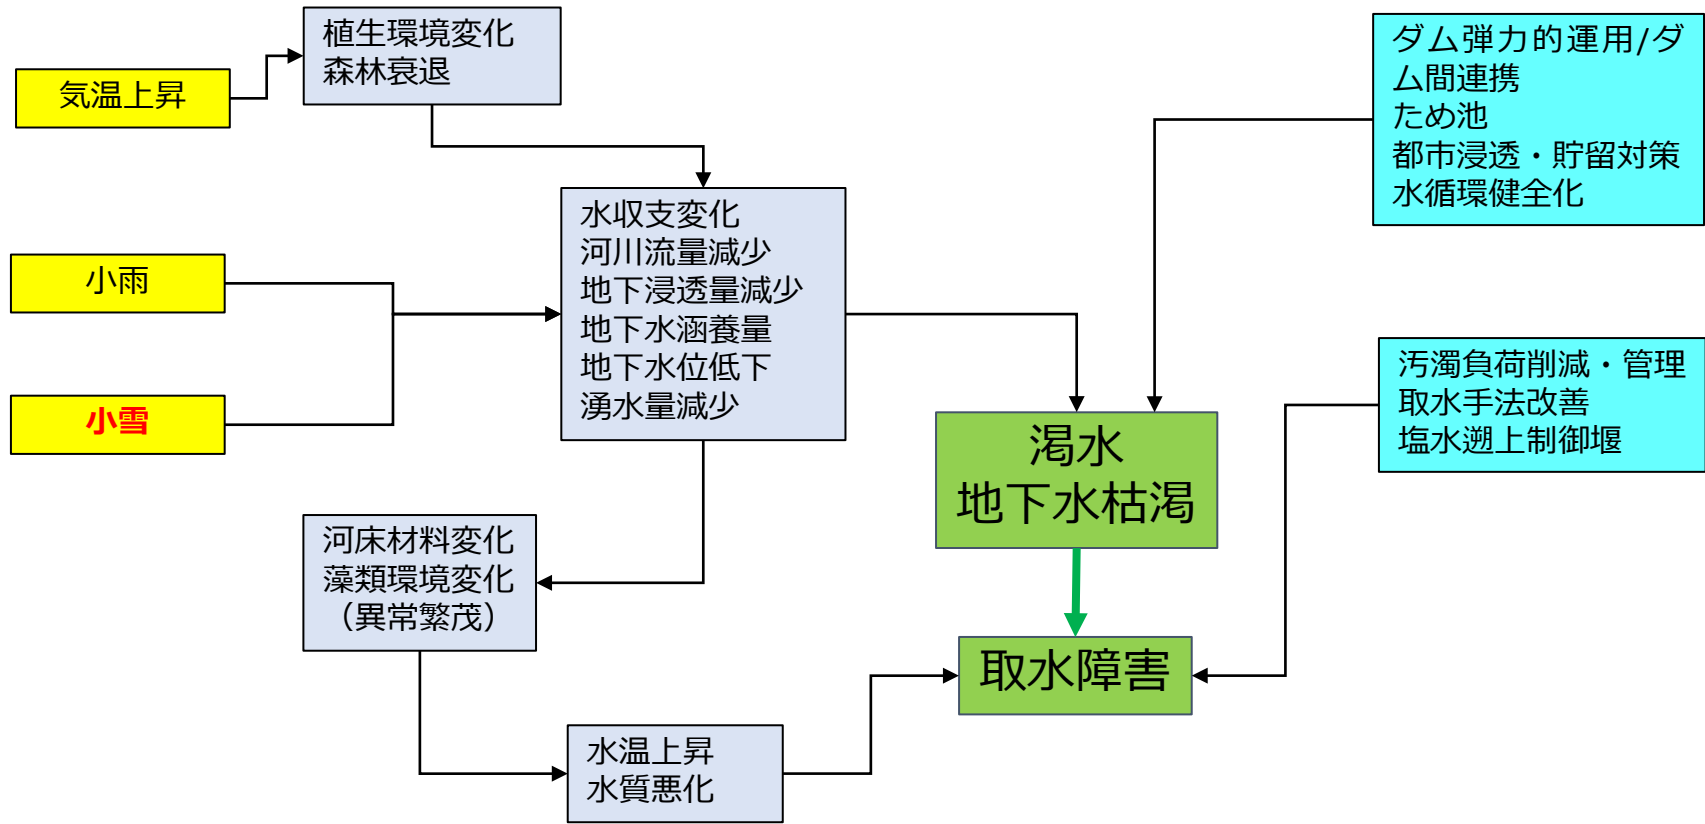 植生環境変化
森林衰退
気温上昇
小雨
小雪
水収支変化
河川流量減少
地下浸透量減少
地下水涵養量
地下水位低下
湧水量減少
河床材料変化
藻類環境変化
（異常繁茂）
水温上昇
水質悪化
渇水
地下水枯渇
取水障害
ダム弾力的運用/ダ
ム間連携
ため池
都市浸透・貯留対策
水循環健全化
汚濁負荷削減・管理
取水手法改善
塩水遡上制御堰